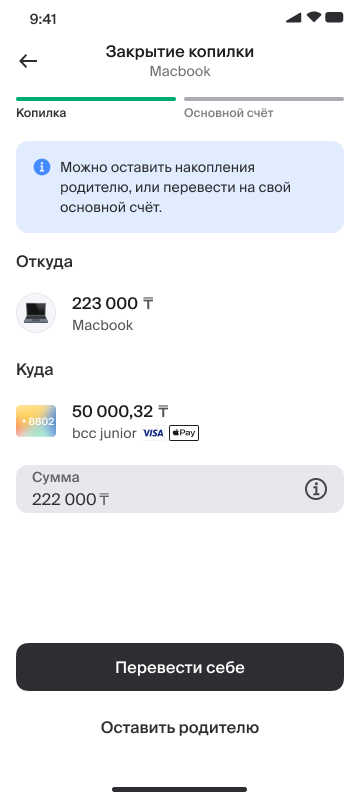 9:41
Закрытие копилки
Macbook
Копилка
Основной счёт
Можно оставить накопления
родителю, или перевести на свой
основной счёт.
Откуда
223 000 ₸
Macbook
Куда
• 8802
50 000,32 ₸
bcc junior VISA Pay
Сумма
222 000 ₸
Перевести себе
Оставить родителю